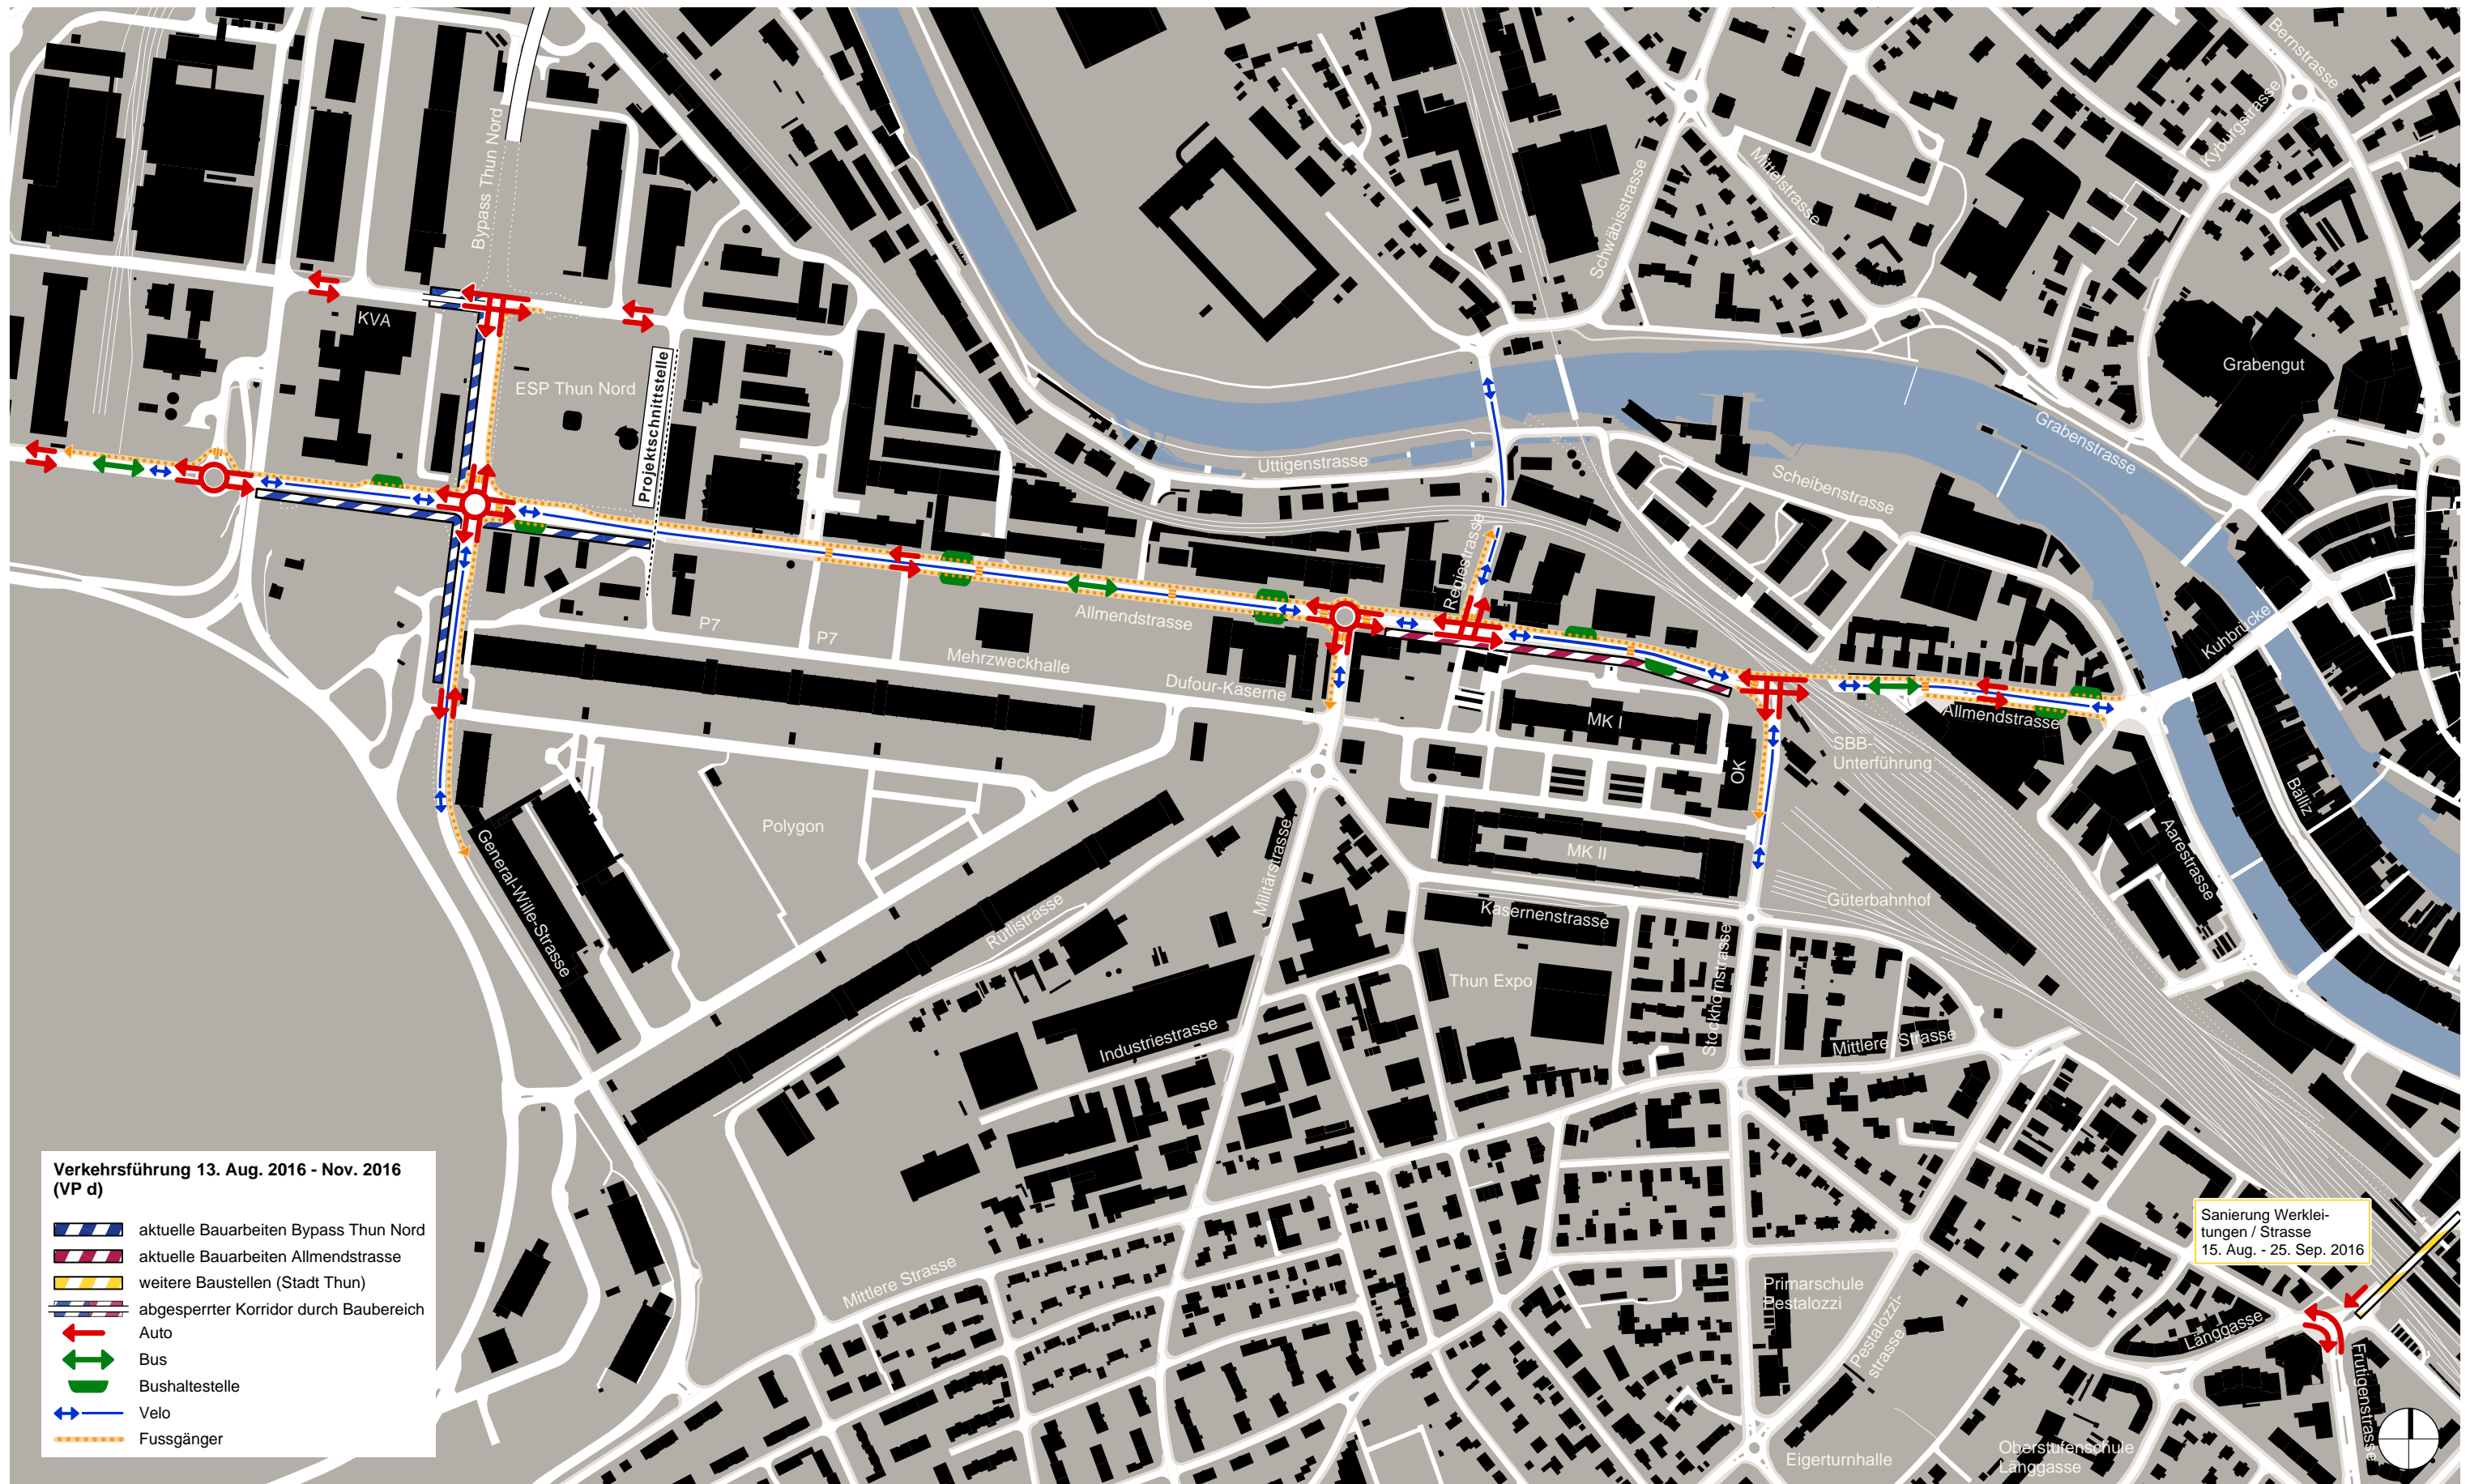 Bernstrasse
Kyburgstrasse
Bypass Thun Nord
Mittelstrasse
Schwäbisstrasse
KVA
ESP Thun Nord
Projektschnittstelle
Grabengut
Grabenstrasse
Uttigenstrasse
Scheibenstrasse
Regiestrasse
Allmendstrasse
P7
P7
Mehrzweckhalle
Dufour-Kaserne
Kuhbrücke
MK I
Allmendstrasse
SBB-
Unterführung
OK
Bälliz
Polygon
General-Wille-Strasse
Militärstrasse
MK II
Aarestrasse
Güterbahnhof
Kasernenstrasse
Rütlistrasse
Stockhornstrasse
Thun Expo
Industriestrasse
Mittlere Strasse
Mittlere Strasse
Primarschule
Pestalozzi
Pestalozzi-
strasse
Sanierung Werklei-
tungen / Strasse
15. Aug. - 25. Sep. 2016
Länggasse
Frutigenstrasse
Eigerturnhalle
Oberstufenschule
Länggasse
Verkehrsführung 13. Aug. 2016 - Nov. 2016
(VP d)
aktuelle Bauarbeiten Bypass Thun Nord
aktuelle Bauarbeiten Allmendstrasse
weitere Baustellen (Stadt Thun)
abgesperrter Korridor durch Baubereich
Auto
Bus
Bushaltestelle
Velo
Fussgänger